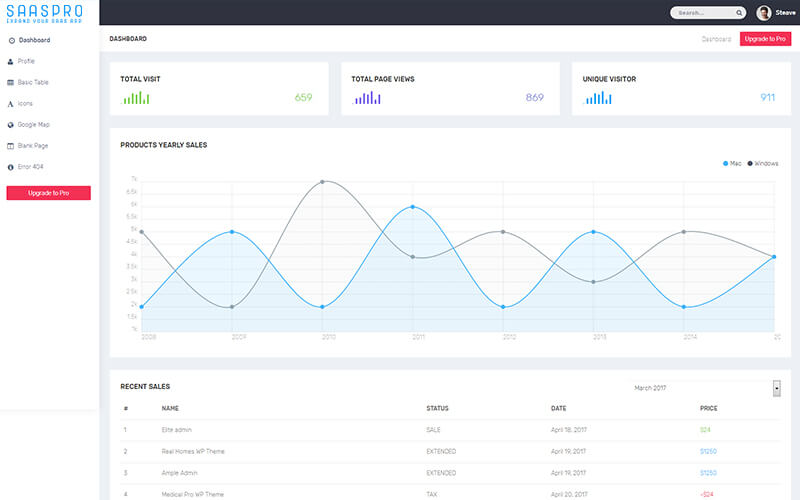 SAASPRO
EXPAND YOUR SAAS APP
Search...
Steave
Dashboard
Profile
Basic Table
Icons
Google Map
Blank Page
Error 404
Upgrade to Pro
DASHBOARD
Dashboard
Upgrade to Pro
TOTAL VISIT
659
TOTAL PAGE VIEWS
869
UNIQUE VISITOR
911
PRODUCTS YEARLY SALES
Mac Windows
7k
6.5k
6k
5.5k
5k
4.5k
4k
3.5k
3k
2.5k
2k
1.5k
1k
2008 2009 2010 2011 2012 2013 2014 20
RECENT SALES
March 2017
# NAME STATUS DATE PRICE
1 Elite admin SALE April 18, 2017 $24
2 Real Homes WP Theme EXTENDED April 19, 2017 $1250
3 Ample Admin EXTENDED April 19, 2017 $1250
4 Medical Pro WP Theme TAX April 20, 2017 -$24